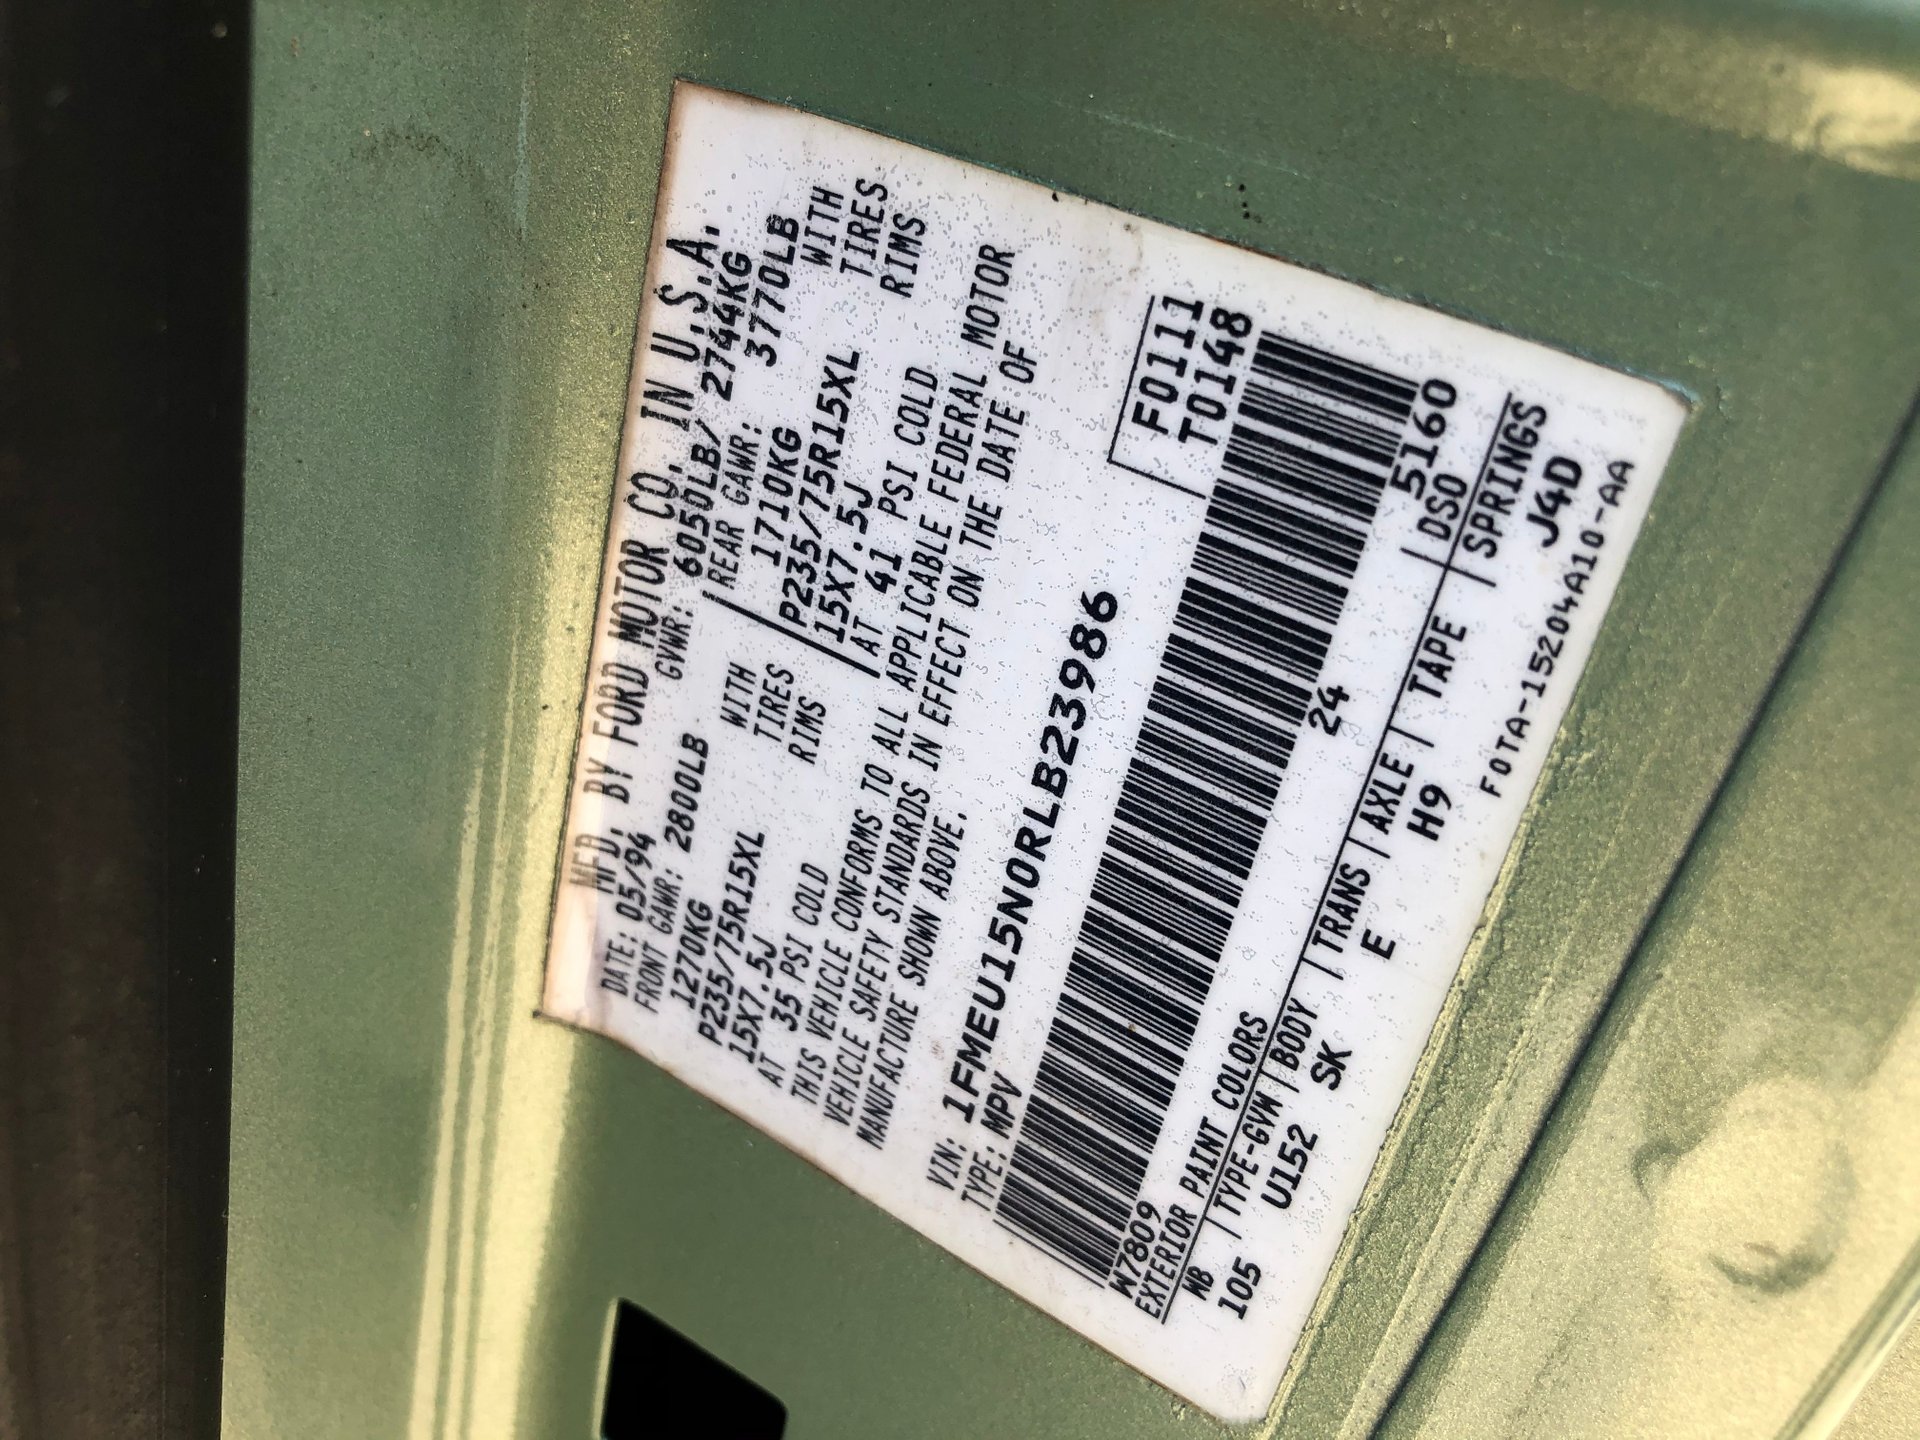 MFD. BY FORD MOTOR CO. IN U.S.A.
DATE: 05/94 GVWR: 6050LB/ 2744KG
FRONT GAWR: 2800LB REAR GAWR: 3770LB
1270KG WITH 1710KG WITH
P235/75R15XL TIRES P235/75R15XL TIRES
15X7.5J RIMS 15X7.5J RIMS
AT 35 PSI COLD AT 41 PSI COLD
THIS VEHICLE CONFORMS TO ALL APPLICABLE FEDERAL MOTOR
VEHICLE SAFETY STANDARDS IN EFFECT ON THE DATE OF
MANUFACTURE SHOWN ABOVE.
VIN: 1FMEU15N0RLB23986 F0111
TYPE: MPV T0148
W7809 24 55160
EXTERIOR PAINT COLORS DSO
WB | TYPE-GVW | BODY | TRANS | AXLE | TAPE | SPRINGS
105 U152 SK E H9 J4D
F0TA-15204A10-AA